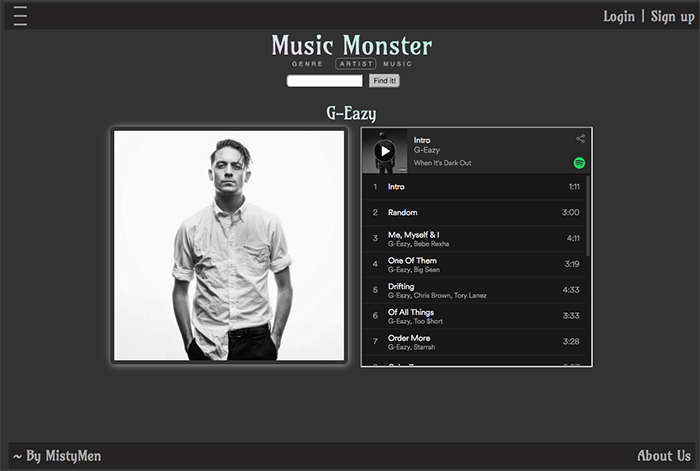 Login | Sign up
Music Monster
GENRE ARTIST MUSIC
Find it!
G-Eazy
Intro
G-Eazy
When It's Dark Out
1 Intro 1:11
2 Random 3:00
3 Me, Myself & I 4:11
G-Eazy, Bebe Rexha
4 One Of Them 3:19
G-Eazy, Big Sean
5 Drifting 4:33
G-Eazy, Chris Brown, Tory Lanez
6 Of All Things 3:33
G-Eazy, Too $hort
7 Order More 3:28
G-Eazy, Starrah
~ By MistyMen
About Us